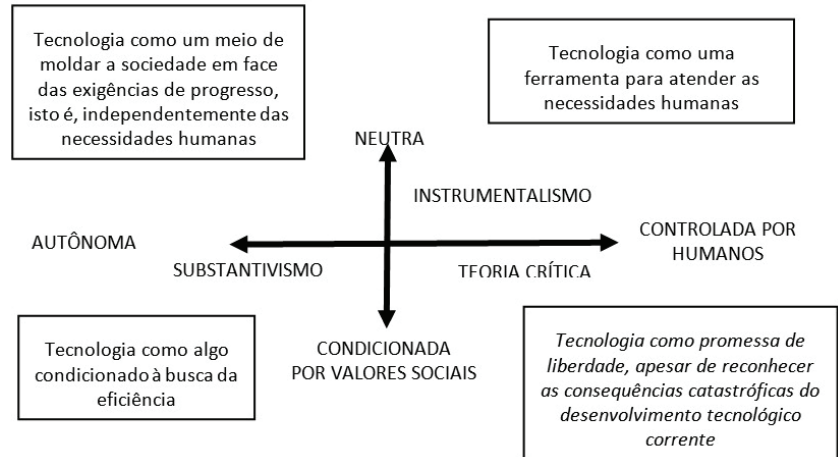 Tecnologia como um meio de
moldar a sociedade em face
das exigências de progresso,
isto é, independentemente das
necessidades humanas
Tecnologia como uma
ferramenta para atender as
necessidades humanas
NEUTRA
INSTRUMENTALISMO
AUTÔNOMA
CONTROLADA POR
HUMANOS
SUBSTANTIVISMO
TEORIA CRÍTICA
Tecnologia como algo
condicionado à busca da
eficiência
CONDICIONADA
POR VALORES SOCIAIS
Tecnologia como promessa de
liberdade, apesar de reconhecer
as consequências catastróficas do
desenvolvimento tecnológico
corrente